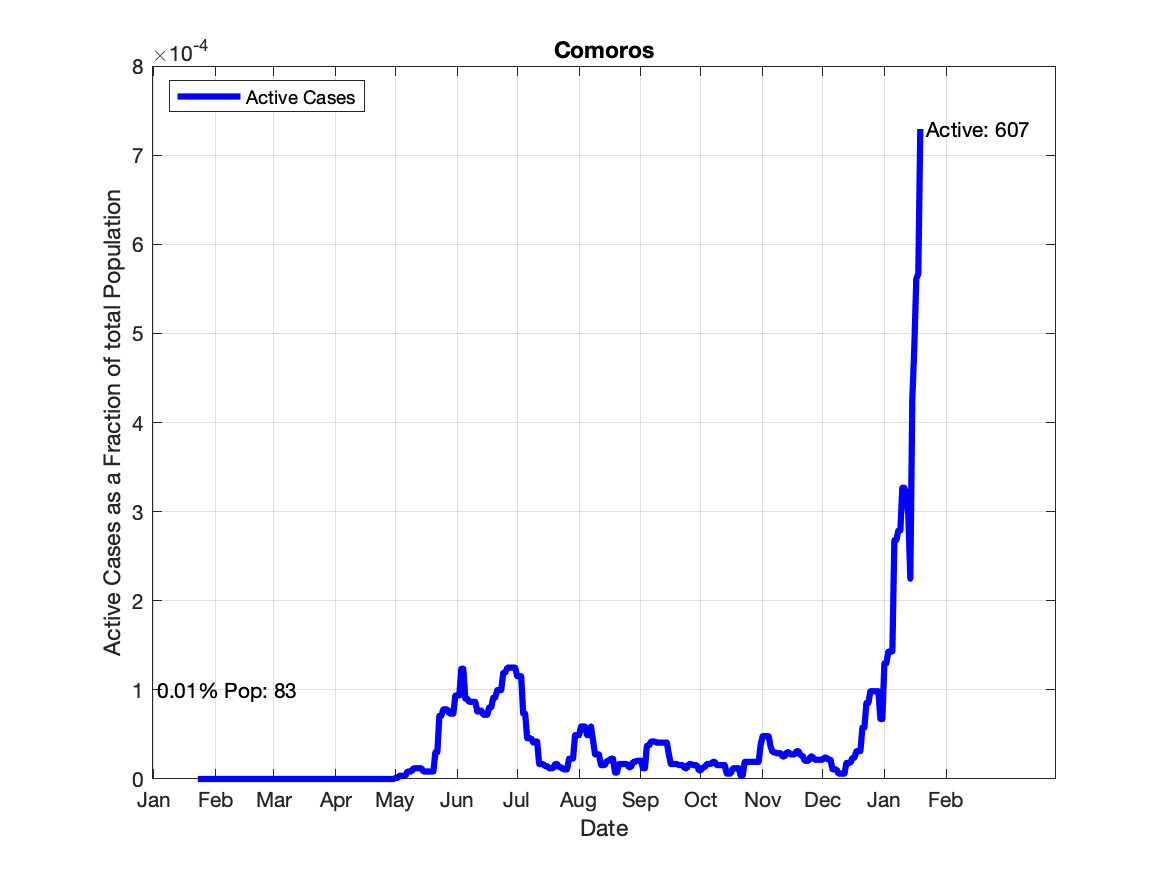 Comoros
×10-4
Active Cases
Active: 607
0.01% Pop: 83
8
7
6
5
4
3
2
1
0
Active Cases as a Fraction of total Population
Jan Feb Mar Apr May Jun Jul Aug Sep Oct Nov Dec Jan Feb
Date